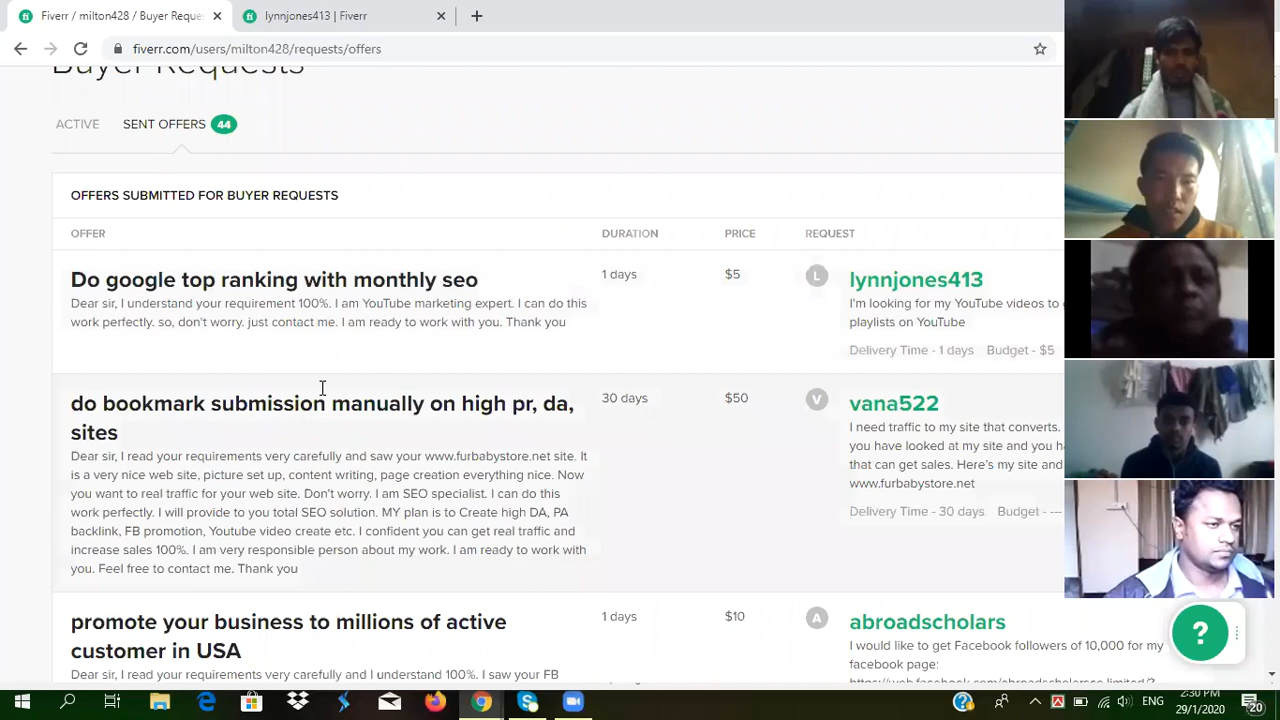 Fiverr / milton428 / Buyer Reque
lynnjones413 | Fiverr
fiverr.com/users/milton428/requests/offers
Buyer Requests
ACTIVE
SENT OFFERS 44
OFFERS SUBMITTED FOR BUYER REQUESTS
OFFER DURATION PRICE REQUEST
Do google top ranking with monthly seo
Dear sir, I understand your requirement 100%. I am YouTube marketing expert. I can do this
work perfectly. so, don't worry. just contact me. I am ready to work with you. Thank you
1 days
$5
L
lynnjones413
I'm looking for my YouTube videos to
playlists on YouTube
Delivery Time - 1 days Budget - $5
do bookmark submission manually on high pr, da,
sites
Dear sir, I read your requirements very carefully and saw your www.furbabystore.net site. It
is a very nice web site, picture set up, content writing, page creation everything nice. Now
you want to real traffic for your web site. Don't worry. I am SEO specialist. I can do this
work perfectly. I will provide to you total SEO solution. MY plan is to Create high DA, PA
backlink, FB promotion, Youtube video create etc. I confident you can get real traffic and
increase sales 100%. I am very responsible person about my work. I am ready to work with
you. Feel free to contact me. Thank you
30 days
$50
V
vana522
I need traffic to my site that converts.
you have looked at my site and you ha
that can get sales. Here's my site and
www.furbabystore.net
Delivery Time - 30 days Budget - ---
promote your business to millions of active
customer in USA
Dear sir, I read your requirements very carefully and I understand 100%. I saw your FB
1 days
$10
A
abroadscholars
I would like to get Facebook followers of 10,000 for my
facebook page:
?
ENG
2:30 PM
29/1/2020
20